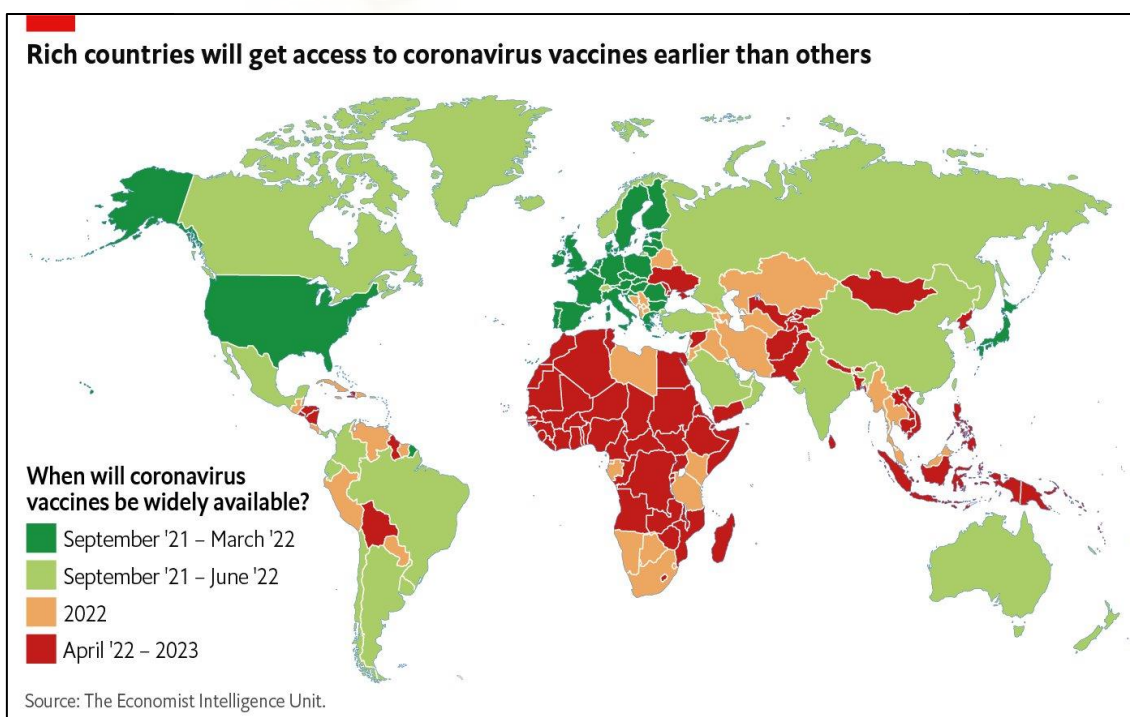 Rich countries will get access to coronavirus vaccines earlier than others
When will coronavirus
vaccines be widely available?
September '21 – March '22
September '21 – June '22
2022
April '22 – 2023
Source: The Economist Intelligence Unit.